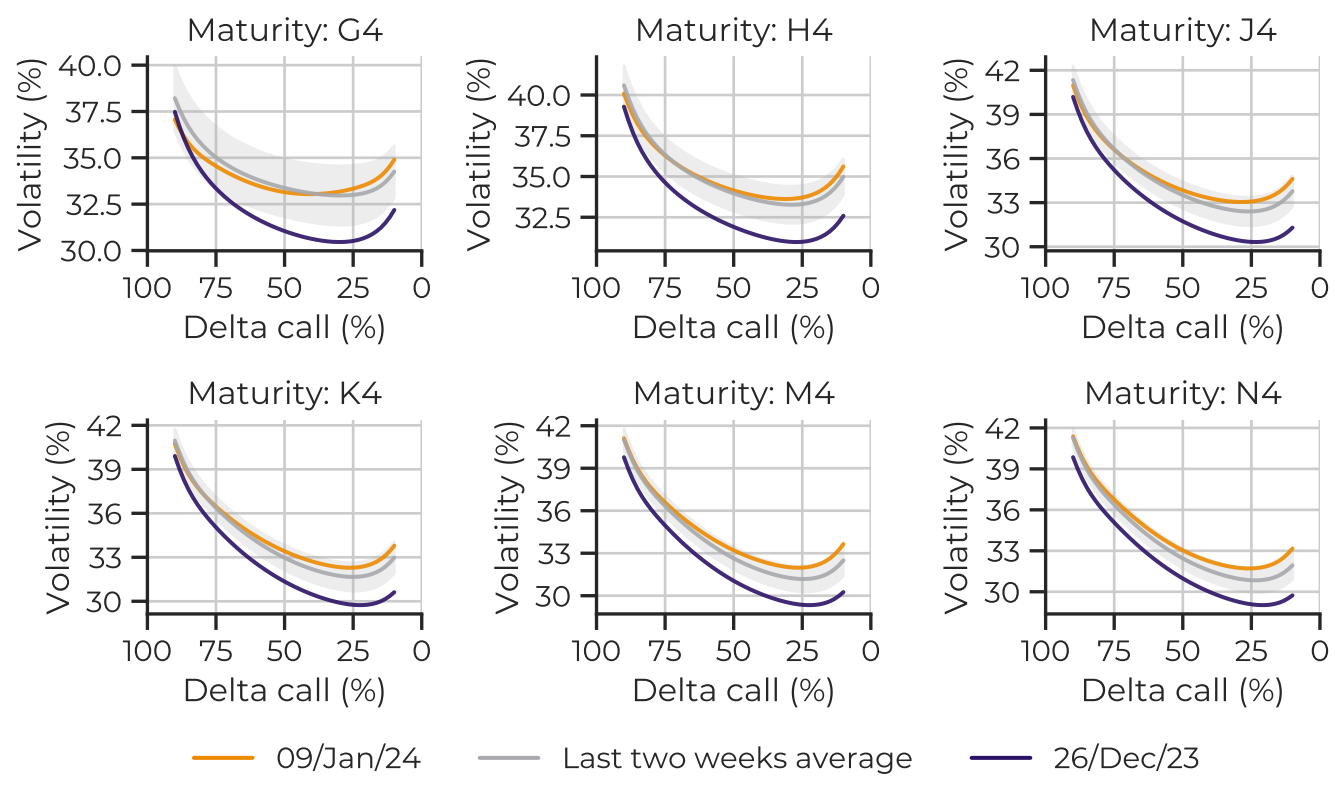 Maturity: G4
Volatility (%)
40.0
37.5
35.0
32.5
30.0
100 75 50 25 0
Delta call (%)
Maturity: H4
Volatility (%)
40.0
37.5
35.0
32.5
100 75 50 25 0
Delta call (%)
Maturity: J4
Volatility (%)
42
39
36
33
30
100 75 50 25 0
Delta call (%)
Maturity: K4
Volatility (%)
42
39
36
33
30
100 75 50 25 0
Delta call (%)
Maturity: M4
Volatility (%)
42
39
36
33
30
100 75 50 25 0
Delta call (%)
Maturity: N4
Volatility (%)
42
39
36
33
30
100 75 50 25 0
Delta call (%)
09/Jan/24 Last two weeks average 26/Dec/23